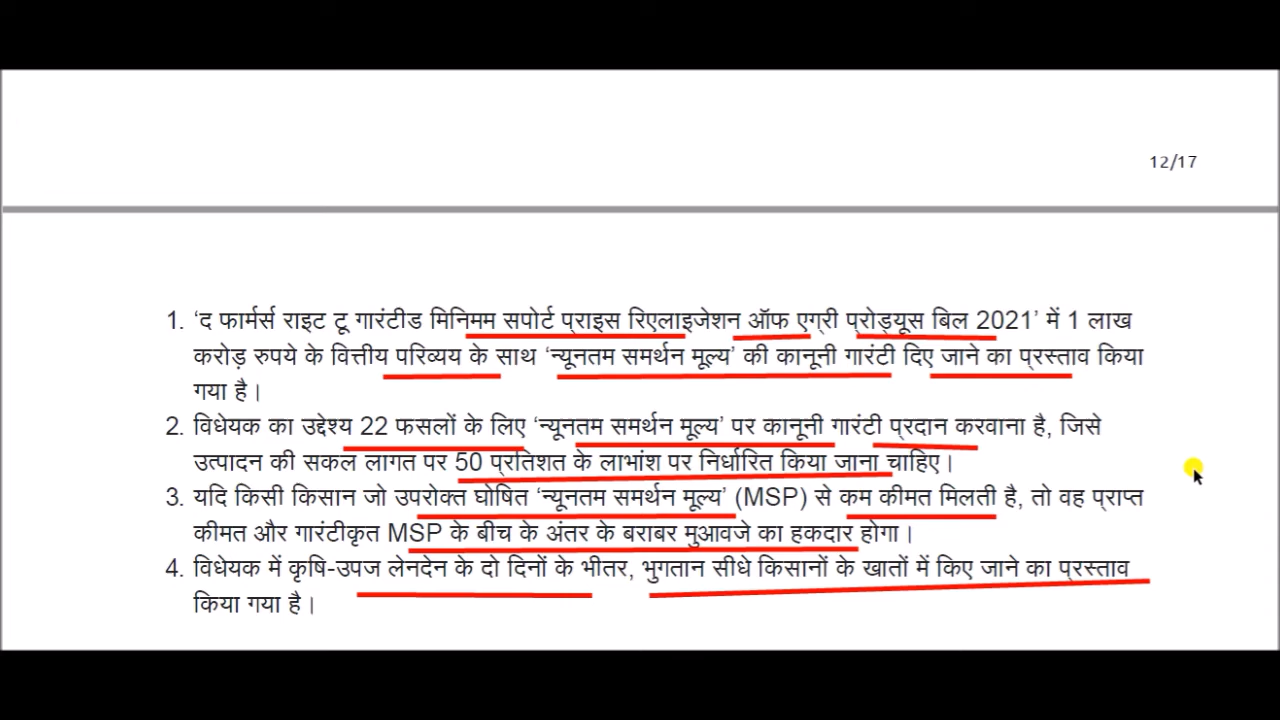 12/17
1. ‘द फार्मर्स राइट टू गारंटीड मिनिमम सपोर्ट प्राइस रिएलाइजेशन ऑफ एग्री प्रोड्यूस बिल 2021’ में 1 लाख
करोड़ रुपये के वित्तीय परिव्यय के साथ ‘न्यूनतम समर्थन मूल्य’ की कानूनी गारंटी दिए जाने का प्रस्ताव किया
गया है।
2. विधेयक का उद्देश्य 22 फसलों के लिए ‘न्यूनतम समर्थन मूल्य’ पर कानूनी गारंटी प्रदान करवाना है, जिसे
उत्पादन की सकल लागत पर 50 प्रतिशत के लाभांश पर निर्धारित किया जाना चाहिए।
3. यदि किसी किसान जो उपरोक्त घोषित ‘न्यूनतम समर्थन मूल्य’ (MSP) से कम कीमत मिलती है, तो वह प्राप्त
कीमत और गारंटीकृत MSP के बीच के अंतर के बराबर मुआवजे का हकदार होगा।
4. विधेयक में कृषि-उपज लेनदेन के दो दिनों के भीतर, भुगतान सीधे किसानों के खातों में किए जाने का प्रस्ताव
किया गया है।